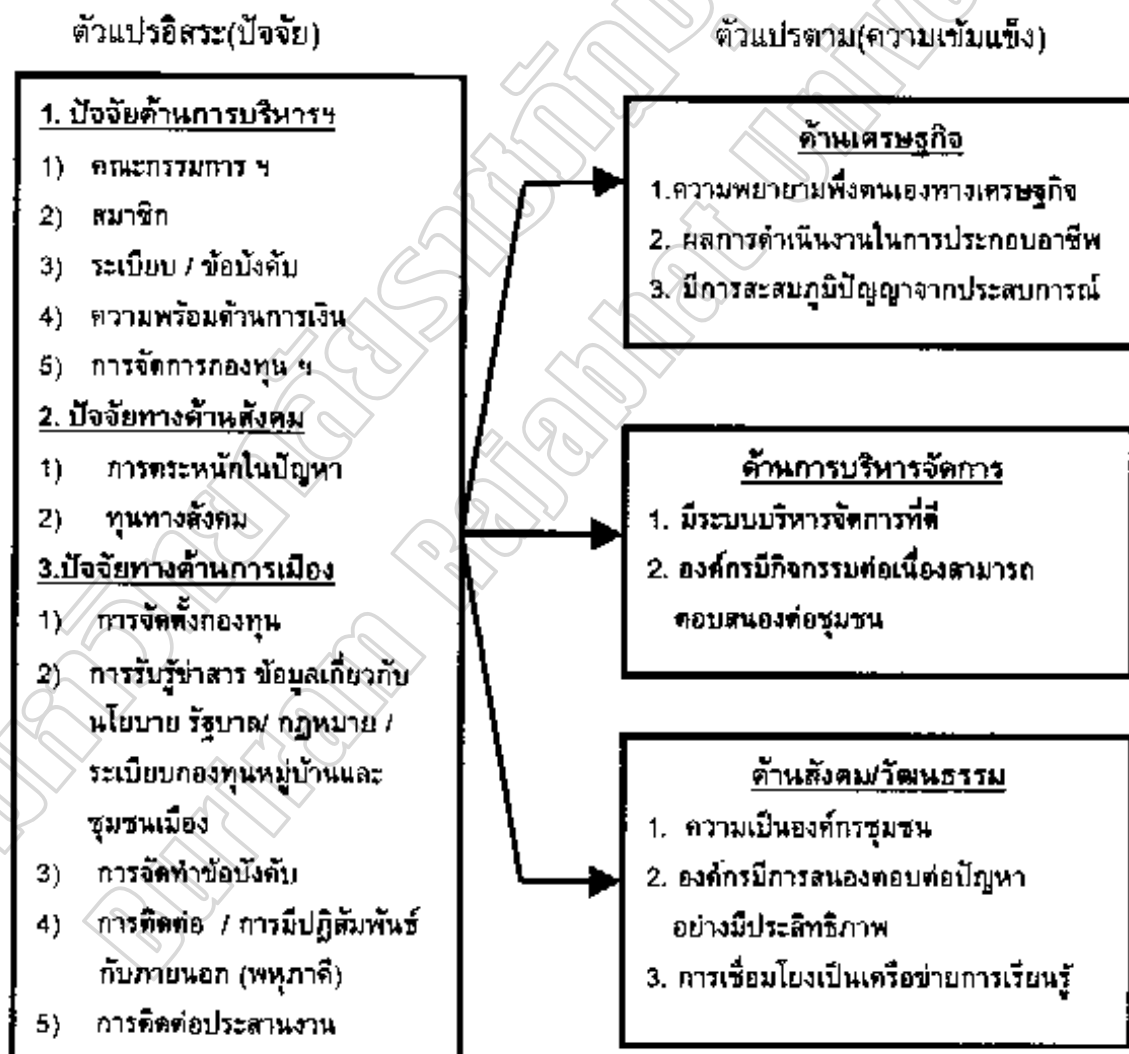 ตัวแปรอิสระ(ปัจจัย)
1. ปัจจัยด้านการบริหารฯ
1) คณะกรรมการ ฯ
2) สมาชิก
3) ระเบียบ / ข้อบังคับ
4) ความพร้อมด้านการเงิน
5) การจัดการกองทุน ฯ
2. ปัจจัยทางด้านสังคม
1) การตระหนักในปัญหา
2) ทุนทางสังคม
3.ปัจจัยทางด้านการเมือง
1) การจัดตั้งกองทุน
2) การรับรู้ข่าสาร ข้อมูลเกี่ยวกับ
นโยบาย รัฐบาล/ กฎหมาย /
ระเบียบกองทุนหมู่บ้านและ
ชุมชนเมือง
3) การจัดทำข้อบังคับ
4) การติดต่อ / การมีปฏิสัมพันธ์
กับภายนอก (พหุภาคี)
5) การติดต่อประสานงาน
ตัวแปรตาม(ความเข้มแข็ง)
ด้านเศรษฐกิจ
1.ความพยายามพึ่งตนเองทางเศรษฐกิจ
2. ผลการดำเนินงานในการประกอบอาชีพ
3. มีการสะสมภูมิปัญญาจากประสบการณ์
ด้านการบริหารจัดการ
1. มีระบบบริหารจัดการที่ดี
2. องค์กรมีกิจกรรมต่อเนื่องสามารถ
ตอบสนองต่อชุมชน
ด้านสังคม/วัฒนธรรม
1. ความเป็นองค์กรชุมชน
2. องค์กรมีการสนองตอบต่อปัญหา
อย่างมีประสิทธิภาพ
3. การเชื่อมโยงเป็นเครือข่ายการเรียนรู้
Buriram Rajabhat